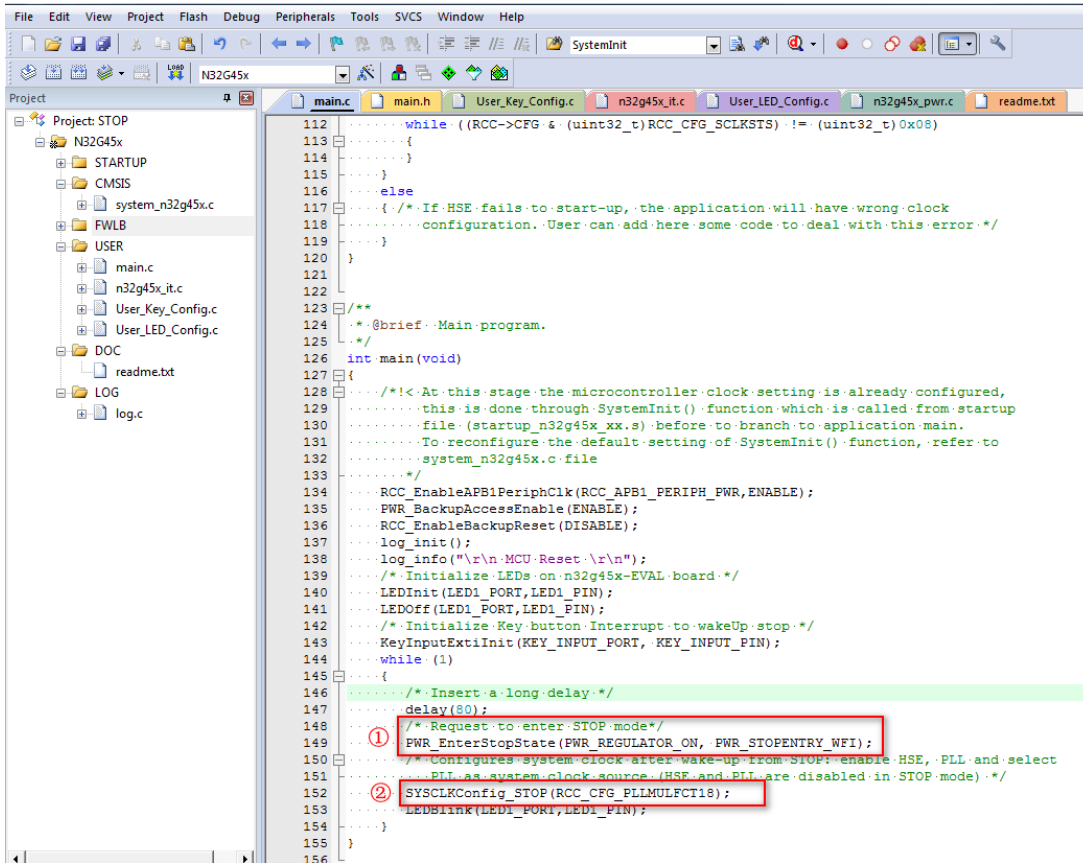 File Edit View Project Flash Debug Peripherals Tools SVCS Window Help
SystemInit
LOAD
N32G45x
Project
main.c main.h User_Key_Config.c n32g45x_it.c User_LED_Config.c n32g45x_pwr.c readme.txt
Project: STOP
N32G45x
STARTUP
CMSIS
system_n32g45x.c
FWLB
USER
main.c
n32g45x_it.c
User_Key_Config.c
User_LED_Config.c
DOC
readme.txt
LOG
log.c
112 while ((RCC->CFG & (uint32_t)RCC_CFG_SCLKSTS) != (uint32_t)0x08)
113 {
114 }
115 }
116 else
117 { /* If HSE fails to start-up, the application will have wrong clock
118 configuration. User can add here some code to deal with this error */
119 }
120 }
121
122
123 /**
124 * @brief Main program.
125 */
126 int main(void)
127 {
128 /*!< At this stage the microcontroller clock setting is already configured,
129 this is done through SystemInit() function which is called from startup
130 file (startup_n32g45x_xx.s) before to branch to application main.
131 To reconfigure the default setting of SystemInit() function, refer to
132 system_n32g45x.c file
133 */
134 RCC_EnableAPB1PeriphClk(RCC_APB1_PERIPH_PWR,ENABLE);
135 PWR_BackupAccessEnable(ENABLE);
136 RCC_EnableBackupReset(DISABLE);
137 log_init();
138 log_info("\r\n MCU Reset \r\n");
139 /* Initialize LEDs on n32g45x-EVAL board */
140 LEDInit(LED1_PORT,LED1_PIN);
141 LEDOff(LED1_PORT,LED1_PIN);
142 /* Initialize Key button Interrupt to wakeUp stop */
143 KeyInputExtiInit(KEY_INPUT_PORT, KEY_INPUT_PIN);
144 while (1)
145 {
146 /* Insert a long delay */
147 delay(80);
148 /* Request to enter STOP mode*/
① 149 PWR_EnterStopState(PWR_REGULATOR_ON, PWR_STOPENTRY_WFI);
150 /* Configures system clock after wake-up from STOP: enable HSE, PLL and select
151 PLL as system clock source (HSE and PLL are disabled in STOP mode) */
② 152 SYSCLKConfig_STOP(RCC_CFG_PLLMULFCT18);
153 LEDBlink(LED1_PORT,LED1_PIN);
154 }
155 }
156